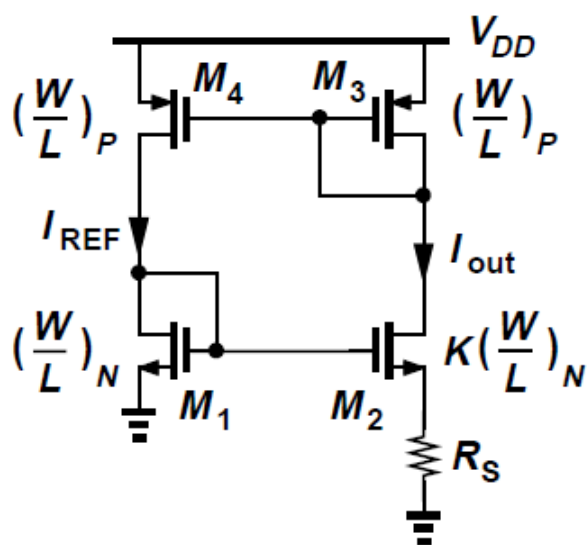 V_DD
M_4 M_3
(W/L)_P (W/L)_P
I_REF I_out
(W/L)_N K(W/L)_N
M_1 M_2
R_S